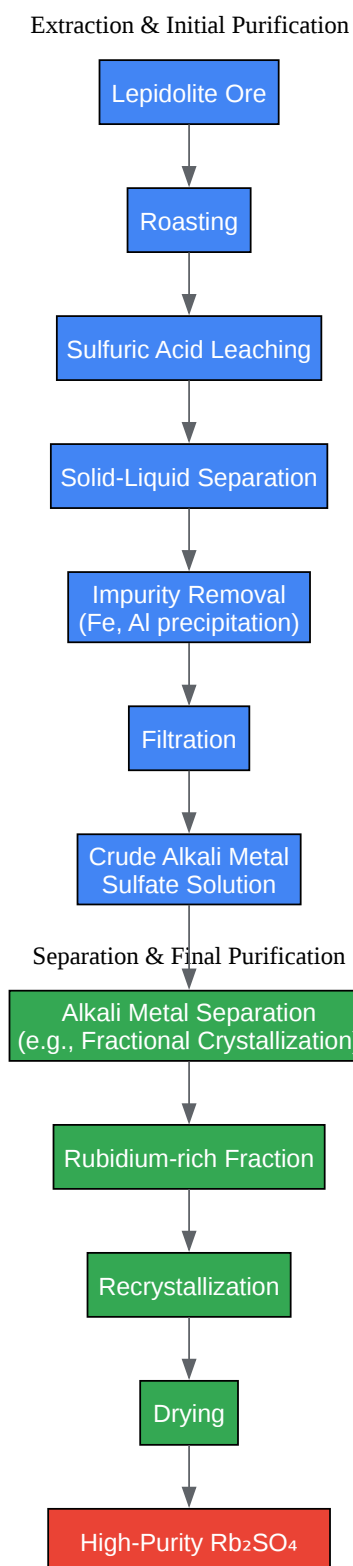 Extraction & Initial Purification
Lepidolite Ore
Roasting
Sulfuric Acid Leaching
Solid-Liquid Separation
Impurity Removal
(Fe, Al precipitation)
Filtration
Crude Alkali Metal
Sulfate Solution
Separation & Final Purification
Alkali Metal Separation
(e.g., Fractional Crystallization)
Rubidium-rich Fraction
Recrystallization
Drying
High-Purity Rb₂SO₄